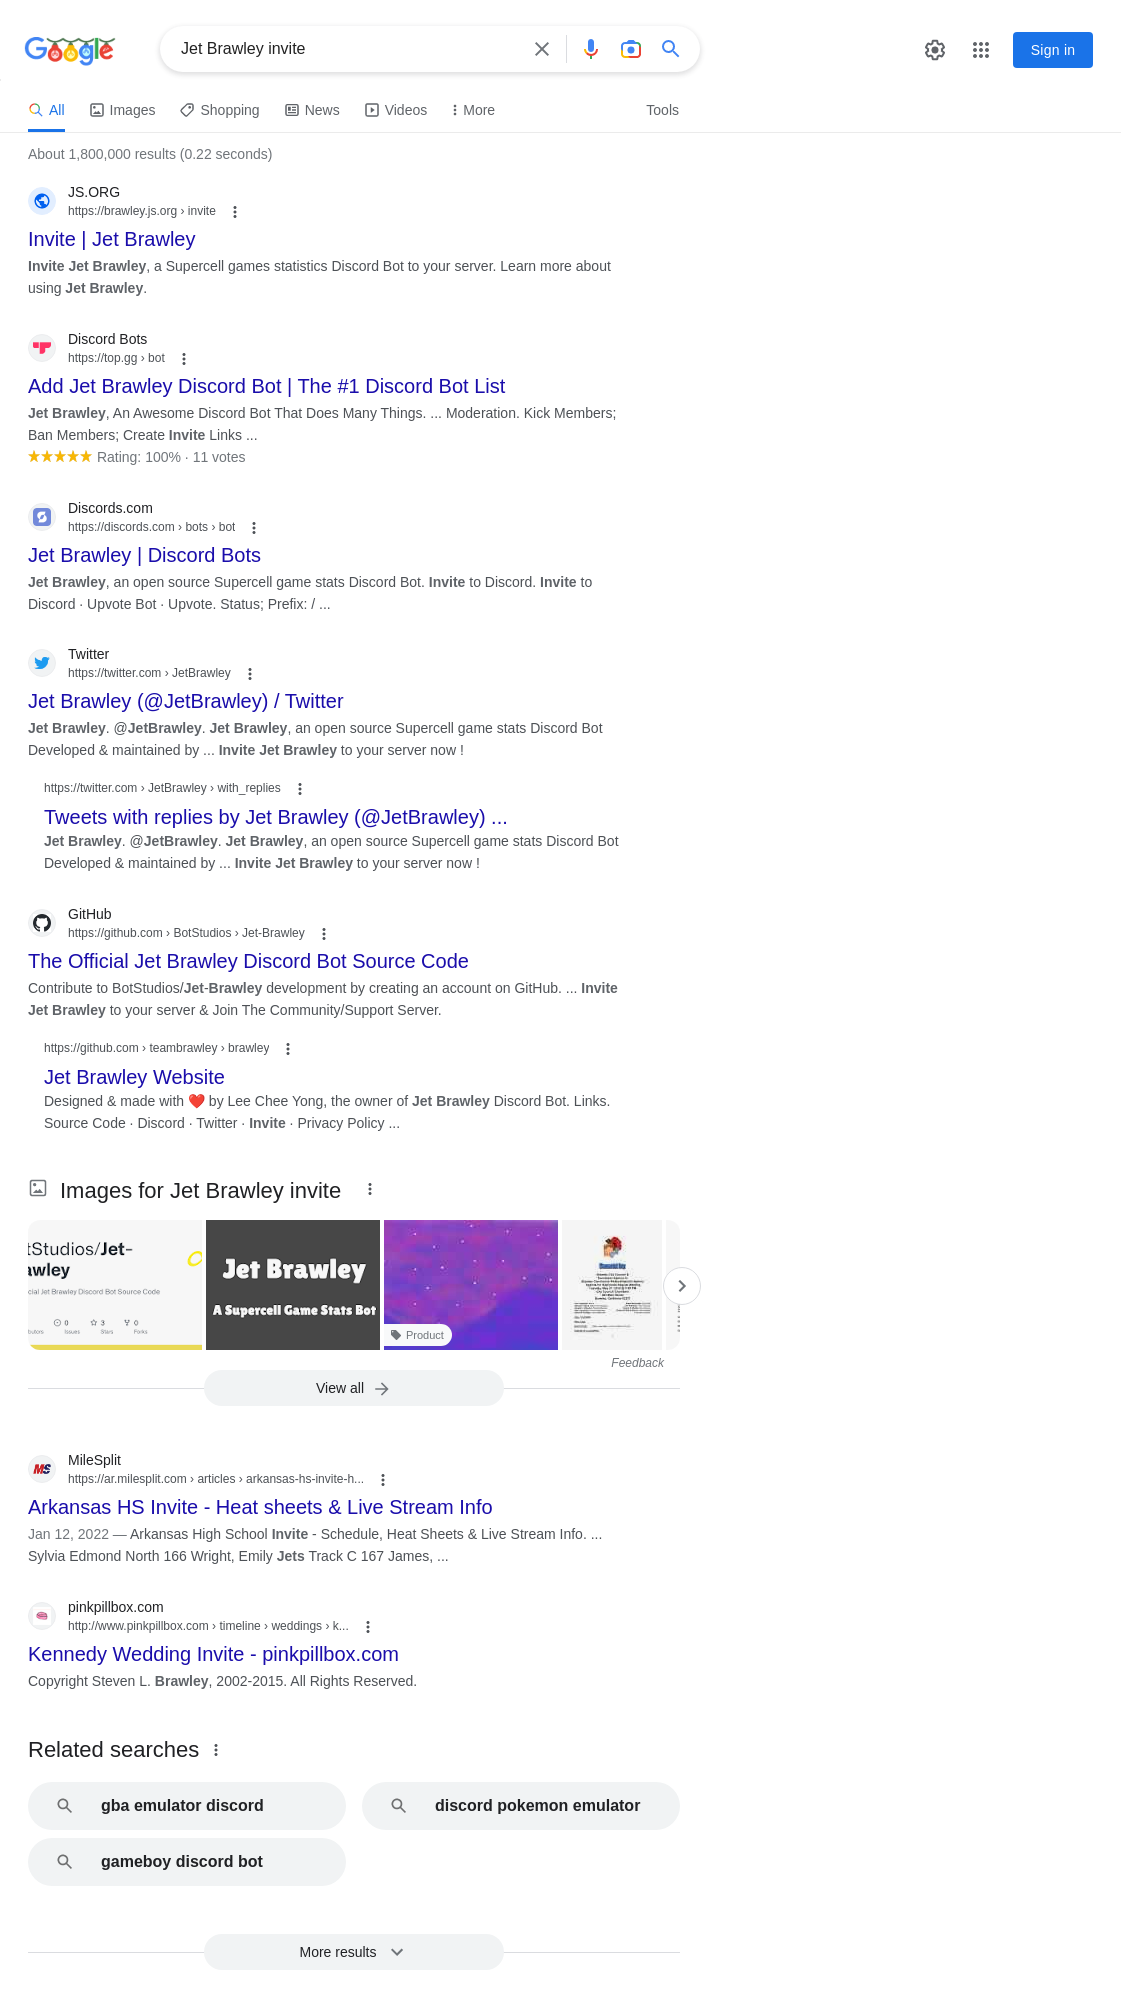 Google
Jet Brawley invite
Sign in
All
Images
Shopping
News
Videos
More
Tools
About 1,800,000 results (0.22 seconds)
JS.ORG
https://brawley.js.org › invite
Invite | Jet Brawley
Invite Jet Brawley, a Supercell games statistics Discord Bot to your server. Learn more about
using Jet Brawley.
Discord Bots
https://top.gg › bot
Add Jet Brawley Discord Bot | The #1 Discord Bot List
Jet Brawley, An Awesome Discord Bot That Does Many Things. ... Moderation. Kick Members;
Ban Members; Create Invite Links ...
Rating: 100% · 11 votes
Discords.com
https://discords.com › bots › bot
Jet Brawley | Discord Bots
Jet Brawley, an open source Supercell game stats Discord Bot. Invite to Discord. Invite to
Discord · Upvote Bot · Upvote. Status; Prefix: / ...
Twitter
https://twitter.com › JetBrawley
Jet Brawley (@JetBrawley) / Twitter
Jet Brawley. @JetBrawley. Jet Brawley, an open source Supercell game stats Discord Bot
Developed & maintained by ... Invite Jet Brawley to your server now !
https://twitter.com › JetBrawley › with_replies
Tweets with replies by Jet Brawley (@JetBrawley) ...
Jet Brawley. @JetBrawley. Jet Brawley, an open source Supercell game stats Discord Bot
Developed & maintained by ... Invite Jet Brawley to your server now !
GitHub
https://github.com › BotStudios › Jet-Brawley
The Official Jet Brawley Discord Bot Source Code
Contribute to BotStudios/Jet-Brawley development by creating an account on GitHub. ... Invite
Jet Brawley to your server & Join The Community/Support Server.
https://github.com › teambrawley › brawley
Jet Brawley Website
Designed & made with ❤️ by Lee Chee Yong, the owner of Jet Brawley Discord Bot. Links.
Source Code · Discord · Twitter · Invite · Privacy Policy ...
Images for Jet Brawley invite
tStudios/Jet-
awley
cial Jet Brawley Discord Bot Source Code
0
3
0
Issues
Stars
Forks
Jet Brawley
A Supercell Game Stats Bot
Product
Feedback
View all
MS
MileSplit
https://ar.milesplit.com › articles › arkansas-hs-invite-h...
Arkansas HS Invite - Heat sheets & Live Stream Info
Jan 12, 2022 — Arkansas High School Invite - Schedule, Heat Sheets & Live Stream Info. ...
Sylvia Edmond North 166 Wright, Emily Jets Track C 167 James, ...
pinkpillbox.com
http://www.pinkpillbox.com › timeline › weddings › k...
Kennedy Wedding Invite - pinkpillbox.com
Copyright Steven L. Brawley, 2002-2015. All Rights Reserved.
Related searches
gba emulator discord
discord pokemon emulator
gameboy discord bot
More results